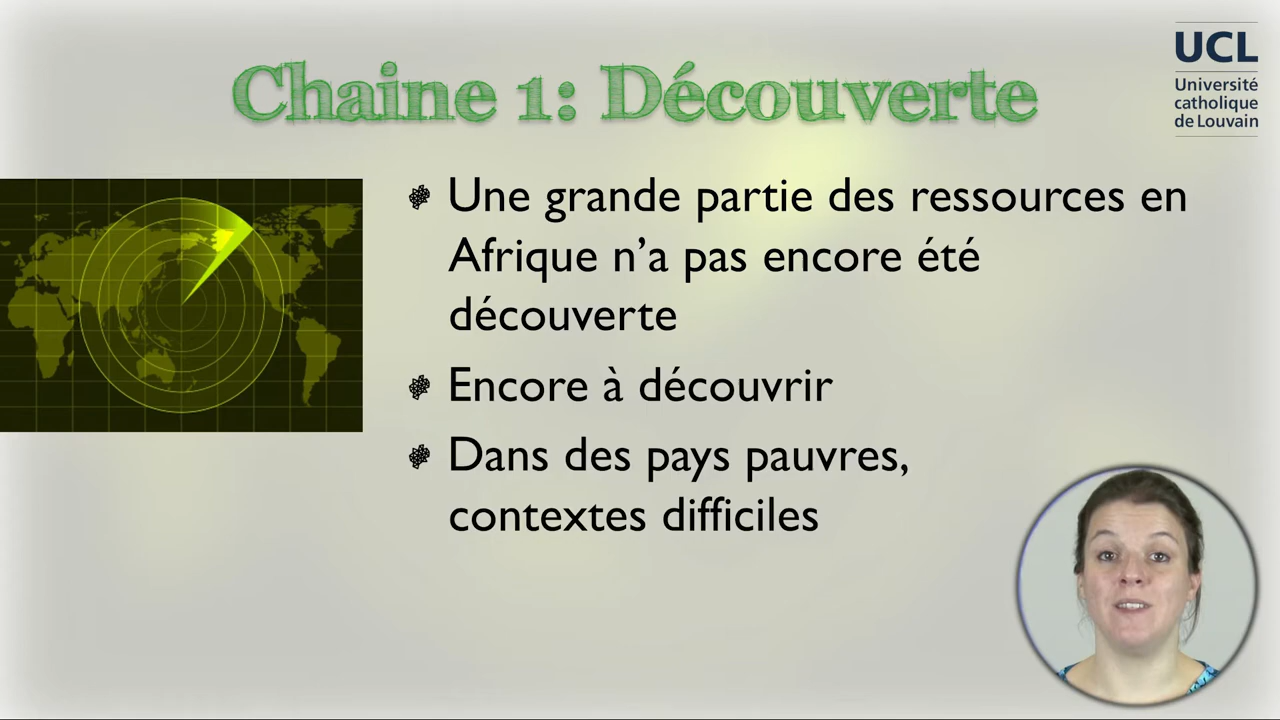 Chaine 1: Découverte
UCL
Université
catholique
de Louvain
Une grande partie des ressources en
Afrique n’a pas encore été
découverte
Encore à découvrir
Dans des pays pauvres,
contextes difficiles